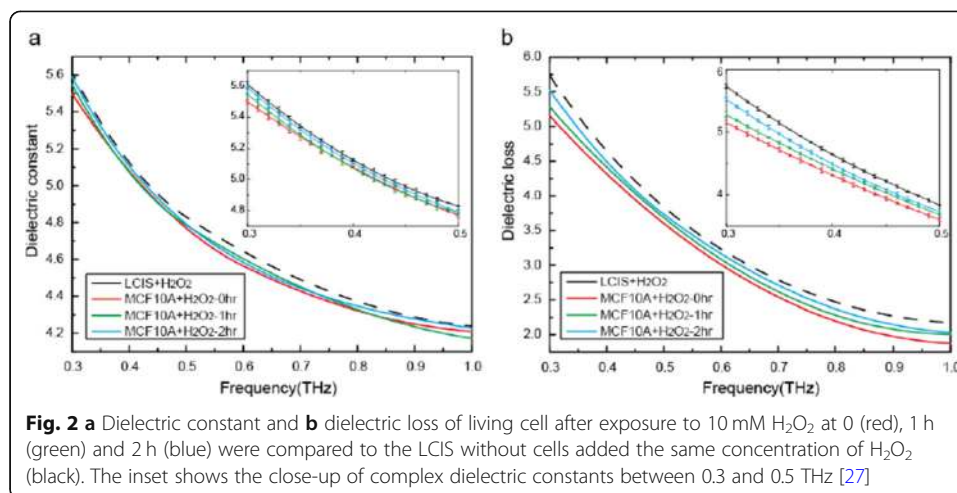 a
5.6
5.4
5.2
5.0
4.8
4.6
4.4
4.2
Dielectric constant
0.3 0.4 0.5 0.6 0.7 0.8 0.9 1.0
Frequency(THz)
5.6
5.4
5.2
5.0
4.8
0.3 0.4 0.5
LCIS+H2O2
MCF10A+H2O2-0hr
MCF10A+H2O2-1hr
MCF10A+H2O2-2hr
b
6.0
5.5
5.0
4.5
4.0
3.5
3.0
2.5
2.0
1.5
Dielectric loss
0.3 0.4 0.5 0.6 0.7 0.8 0.9 1.0
Frequency(THz)
6
5
4
0.3 0.4 0.5
LCIS+H2O2
MCF10A+H2O2-0hr
MCF10A+H2O2-1hr
MCF10A+H2O2-2hr
Fig. 2 a Dielectric constant and b dielectric loss of living cell after exposure to 10 mM H₂O₂ at 0 (red), 1 h
(green) and 2 h (blue) were compared to the LCIS without cells added the same concentration of H₂O₂
(black). The inset shows the close-up of complex dielectric constants between 0.3 and 0.5 THz [27]